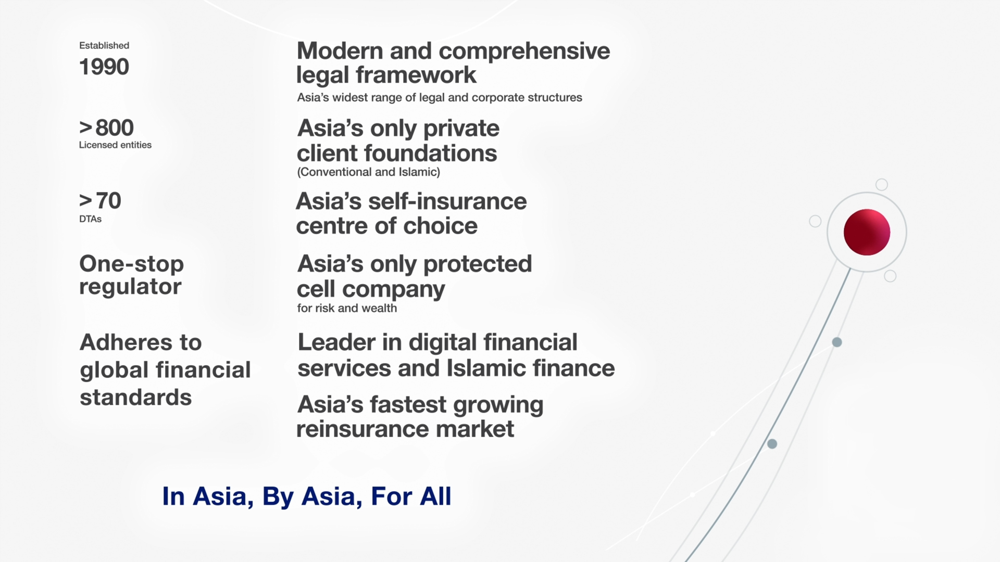 Established
1990
>800
Licensed entities
>70
DTAs
One-stop
regulator
Adheres to
global financial
standards
Modern and comprehensive
legal framework
Asia’s widest range of legal and corporate structures
Asia’s only private
client foundations
(Conventional and Islamic)
Asia’s self-insurance
centre of choice
Asia’s only protected
cell company
for risk and wealth
Leader in digital financial
services and Islamic finance
Asia’s fastest growing
reinsurance market
In Asia, By Asia, For All